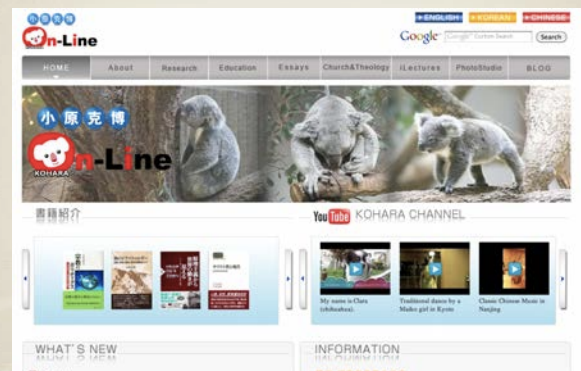 小原克博
On-Line
ENGLISH KOREAN CHINESE
Google Search
HOME About Research Education Essays Church&Theology iLectures PhotoStudio BLOG
小原克博
On-Line
KOHARA
書籍紹介
YouTube KOHARA CHANNEL
My name is Clara (chihuahua).
Traditional dance by a Maiko girl in Kyoto
Classic Chinese Music in Nanjing
WHAT'S NEW
INFORMATION